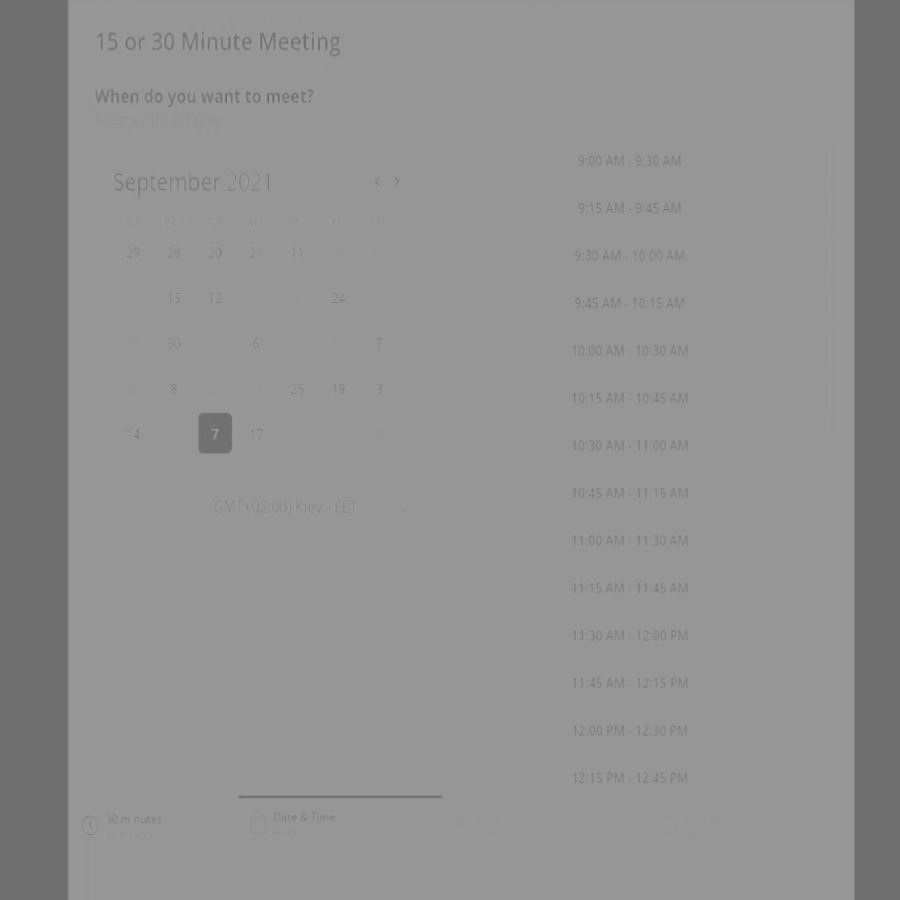 15 or 30 Minute Meeting
When do you want to meet?
September 2021
29 28 20 21 11
15 12 24
30 6 7
8 25 19 3
14 7 17
(GMT+02:00) Kiev - EET
9:00 AM - 9:30 AM
9:15 AM - 9:45 AM
9:30 AM - 10:00 AM
9:45 AM - 10:15 AM
10:00 AM - 10:30 AM
10:15 AM - 10:45 AM
10:30 AM - 11:00 AM
10:45 AM - 11:15 AM
11:00 AM - 11:30 AM
11:15 AM - 11:45 AM
11:30 AM - 12:00 PM
11:45 AM - 12:15 PM
12:00 PM - 12:30 PM
12:15 PM - 12:45 PM
30 minutes
Date & Time